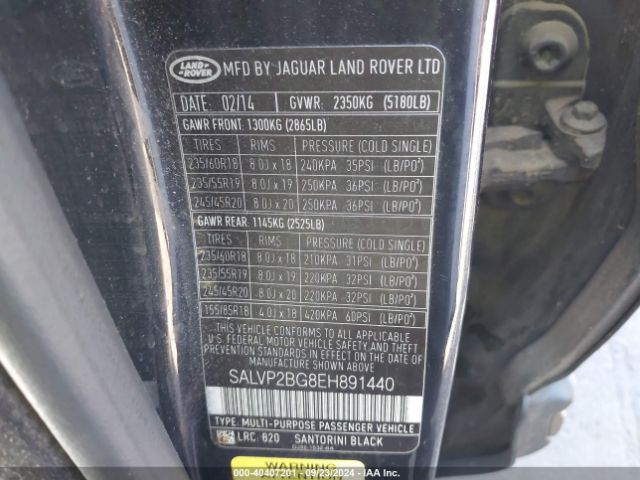 LAND ROVER MFD BY JAGUAR LAND ROVER LTD
DATE: 02/14 GVWR: 2350KG (5180LB)
GAWR FRONT: 1300KG (2865LB)
TIRES RIMS PRESSURE (COLD SINGLE)
235/60R18 8.0J x 18 240KPA 35PSI (LB/PO²)
235/55R19 8.0J x 19 250KPA 36PSI (LB/PO²)
245/45R20 8.0J x 20 250KPA 36PSI (LB/PO²)
GAWR REAR: 1145KG (2525LB)
TIRES RIMS PRESSURE (COLD SINGLE)
235/60R18 8.0J x 18 210KPA 31PSI (LB/PO²)
235/55R19 8.0J x 19 220KPA 32PSI (LB/PO²)
245/45R20 8.0J x 20 220KPA 32PSI (LB/PO²)
155/85R18 4.0J x 18 420KPA 60PSI (LB/PO²)
THIS VEHICLE CONFORMS TO ALL APPLICABLE
U.S. FEDERAL MOTOR VEHICLE SAFETY AND
THEFT PREVENTION STANDARDS IN EFFECT ON THE
DATE OF MANUFACTURE SHOWN ABOVE
SALVP2BG8EH891440
TYPE: MULTI-PURPOSE PASSENGER VEHICLE
LRC: 820 SANTORINI BLACK
WARNING
© 40407201 - 09/23/2024 - IAAI.COM